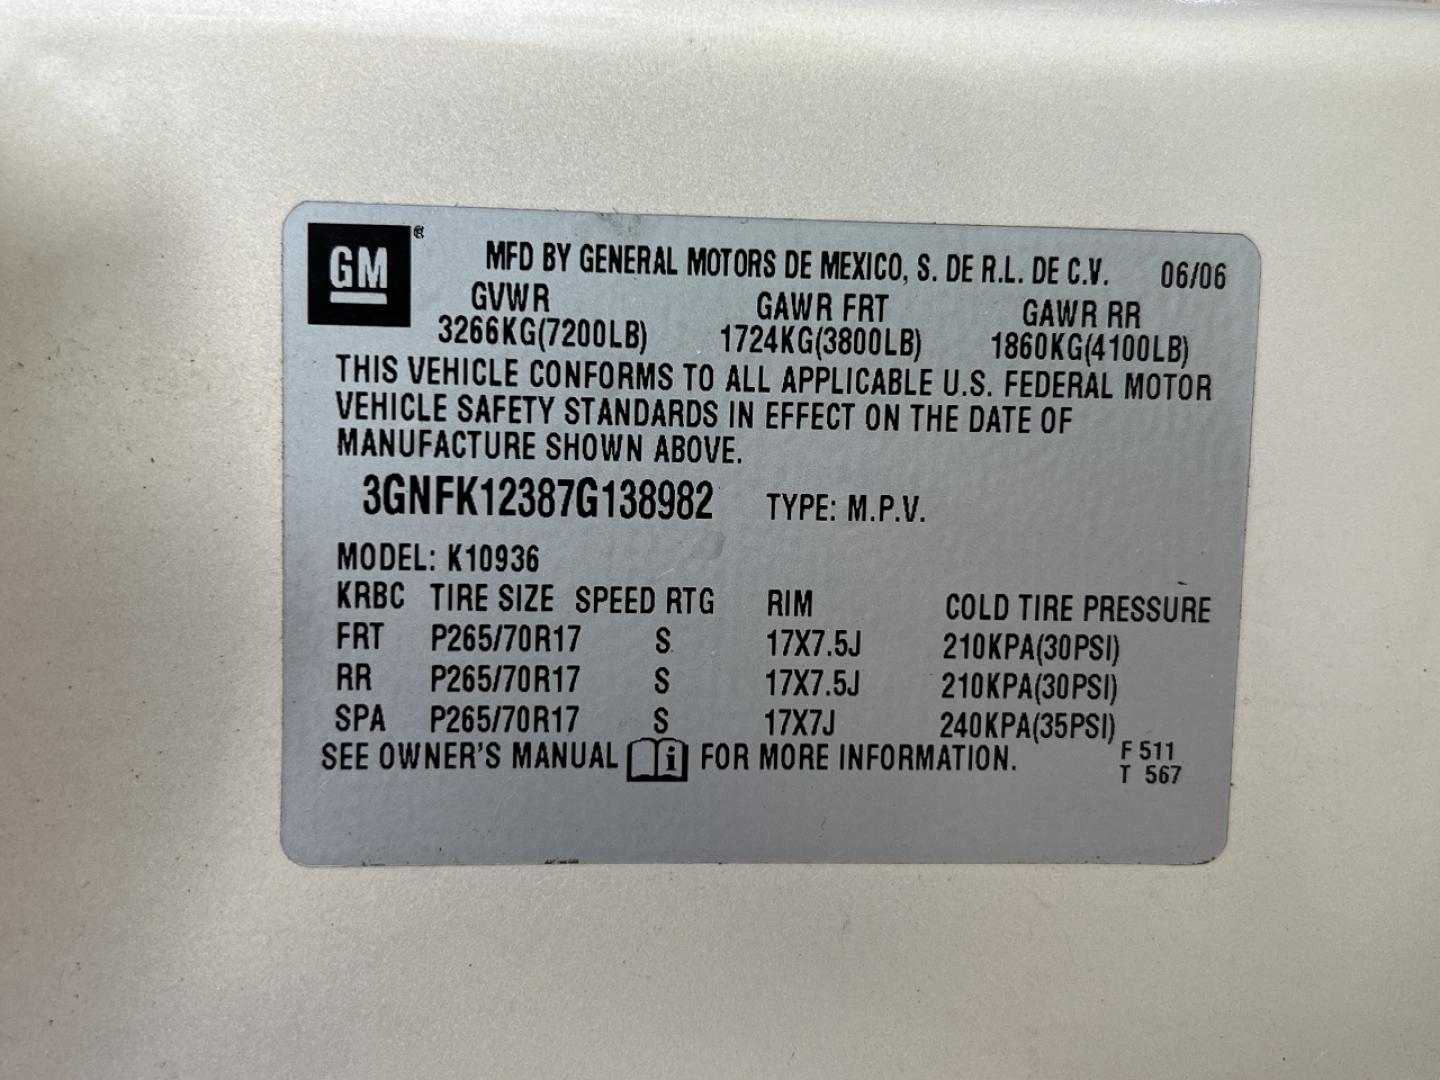 GM®
MFD BY GENERAL MOTORS DE MEXICO, S. DE R.L. DE C.V. 06/06
GVWR GAWR FRT GAWR RR
3266KG(7200LB) 1724KG(3800LB) 1860KG(4100LB)
THIS VEHICLE CONFORMS TO ALL APPLICABLE U.S. FEDERAL MOTOR
VEHICLE SAFETY STANDARDS IN EFFECT ON THE DATE OF
MANUFACTURE SHOWN ABOVE.
3GNFK12387G138982 TYPE: M.P.V.
MODEL: K10936
KRBC TIRE SIZE SPEED RTG RIM COLD TIRE PRESSURE
FRT P265/70R17 S 17X7.5J 210KPA(30PSI)
RR P265/70R17 S 17X7.5J 210KPA(30PSI)
SPA P265/70R17 S 17X7J 240KPA(35PSI)
SEE OWNER'S MANUAL i FOR MORE INFORMATION.
F 511
T 567